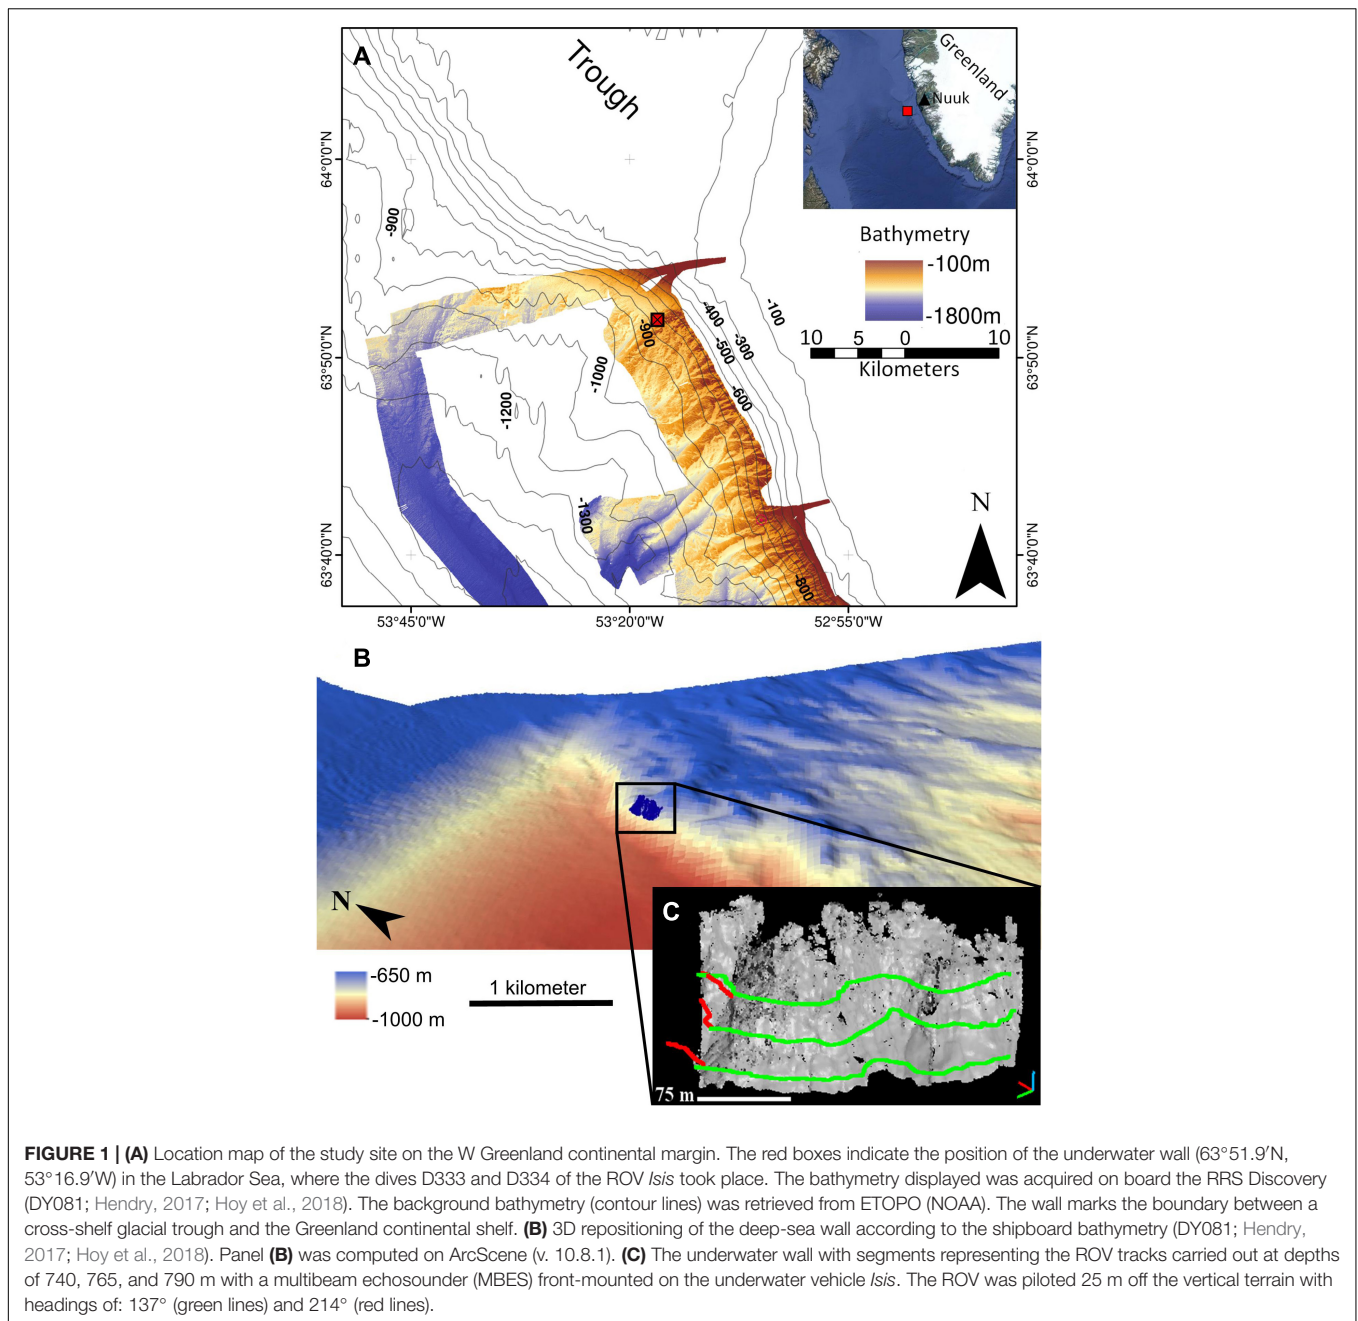 A
Trough
Greenland
Nuuk
64°0'0"N
64°0'0"N
-900
Bathymetry
-100m
-1800m
-100
-400
-300
-500
-900
10 5 0 10
Kilometers
63°50'0"N
63°50'0"N
-1000
-600
-1200
-1300
N
63°40'0"N
63°40'0"N
-800
53°45'0"W 53°20'0"W 52°55'0"W
B
N
C
-650 m
-1000 m
1 kilometer
75 m
FIGURE 1 | (A) Location map of the study site on the W Greenland continental margin. The red boxes indicate the position of the underwater wall (63°51.9′N,
53°16.9′W) in the Labrador Sea, where the dives D333 and D334 of the ROV Isis took place. The bathymetry displayed was acquired on board the RRS Discovery
(DY081; Hendry, 2017; Hoy et al., 2018). The background bathymetry (contour lines) was retrieved from ETOPO (NOAA). The wall marks the boundary between a
cross-shelf glacial trough and the Greenland continental shelf. (B) 3D repositioning of the deep-sea wall according to the shipboard bathymetry (DY081; Hendry,
2017; Hoy et al., 2018). Panel (B) was computed on ArcScene (v. 10.8.1). (C) The underwater wall with segments representing the ROV tracks carried out at depths
of 740, 765, and 790 m with a multibeam echosounder (MBES) front-mounted on the underwater vehicle Isis. The ROV was piloted 25 m off the vertical terrain with
headings of: 137° (green lines) and 214° (red lines).